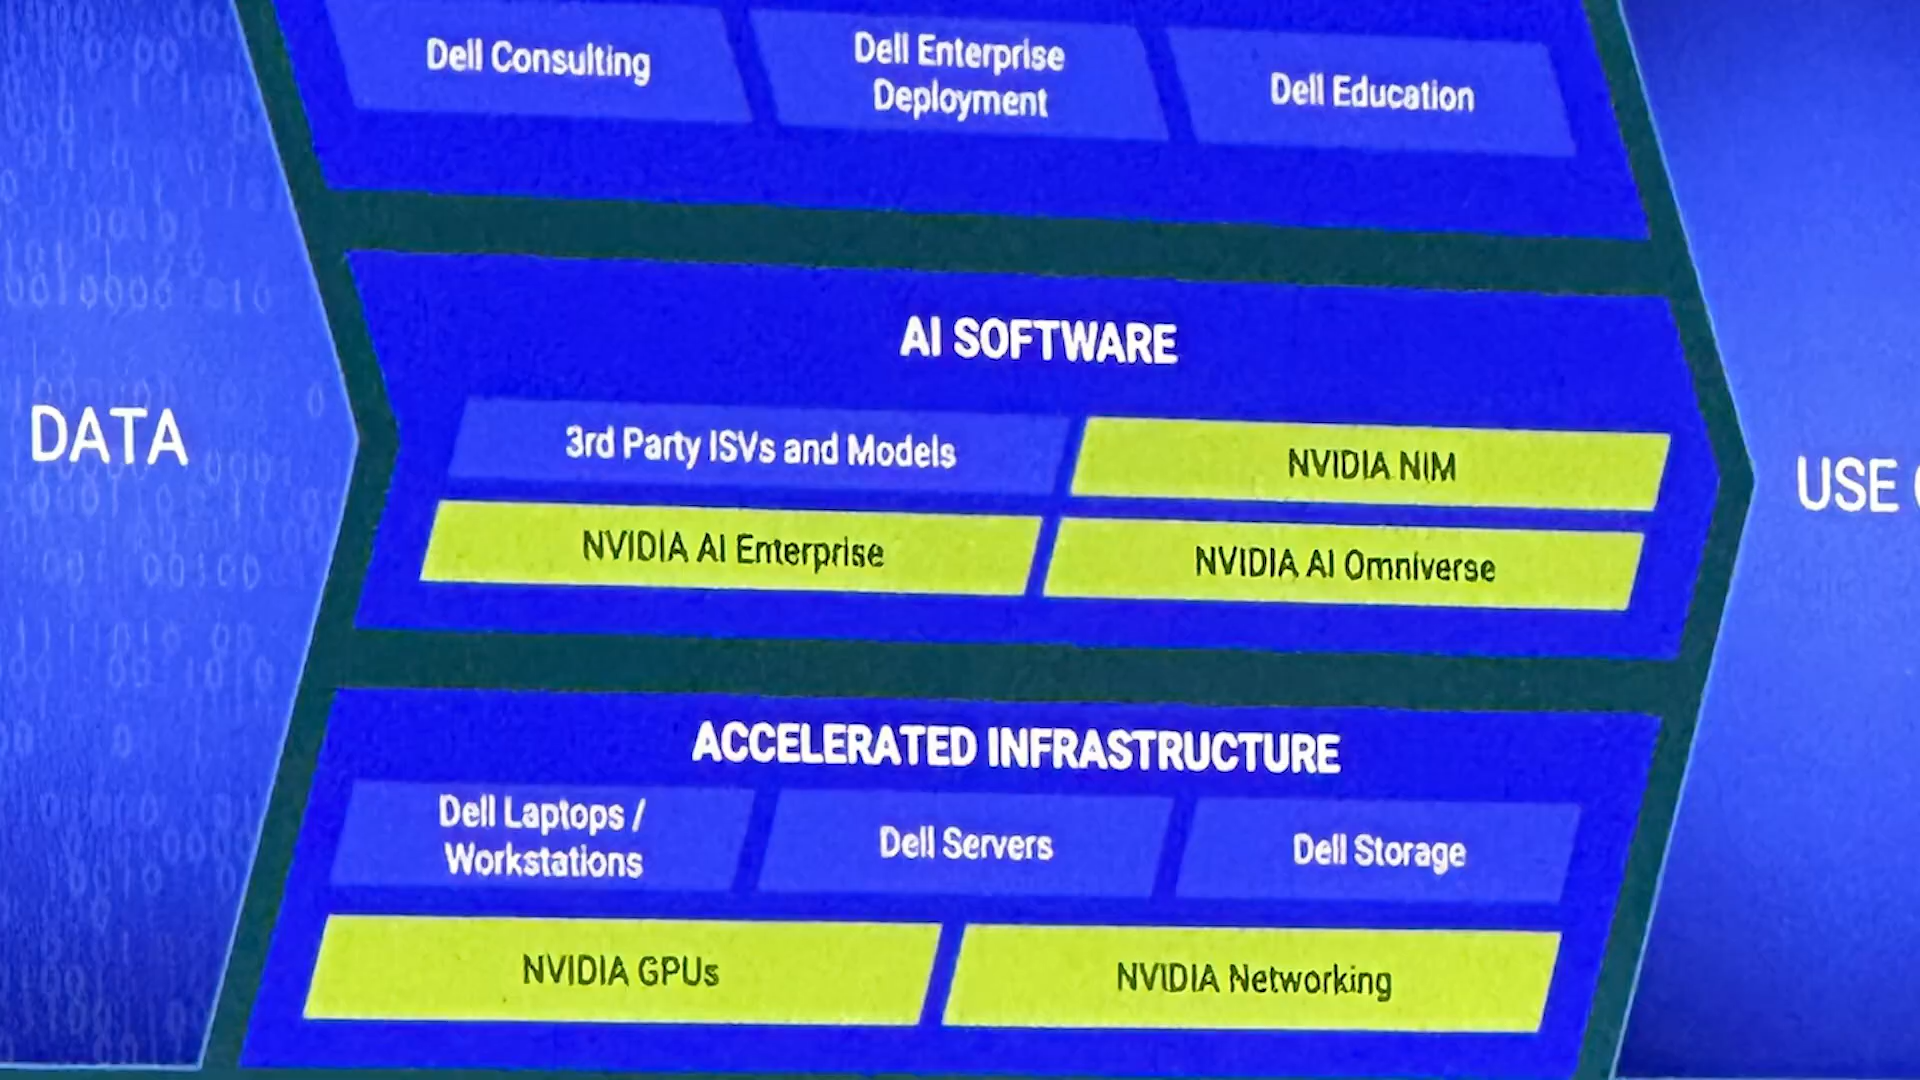 Dell Consulting
Dell Enterprise
Deployment
Dell Education
DATA
AI SOFTWARE
3rd Party ISVs and Models
NVIDIA NIM
NVIDIA AI Enterprise
NVIDIA AI Omniverse
USE
ACCELERATED INFRASTRUCTURE
Dell Laptops /
Workstations
Dell Servers
Dell Storage
NVIDIA GPUs
NVIDIA Networking